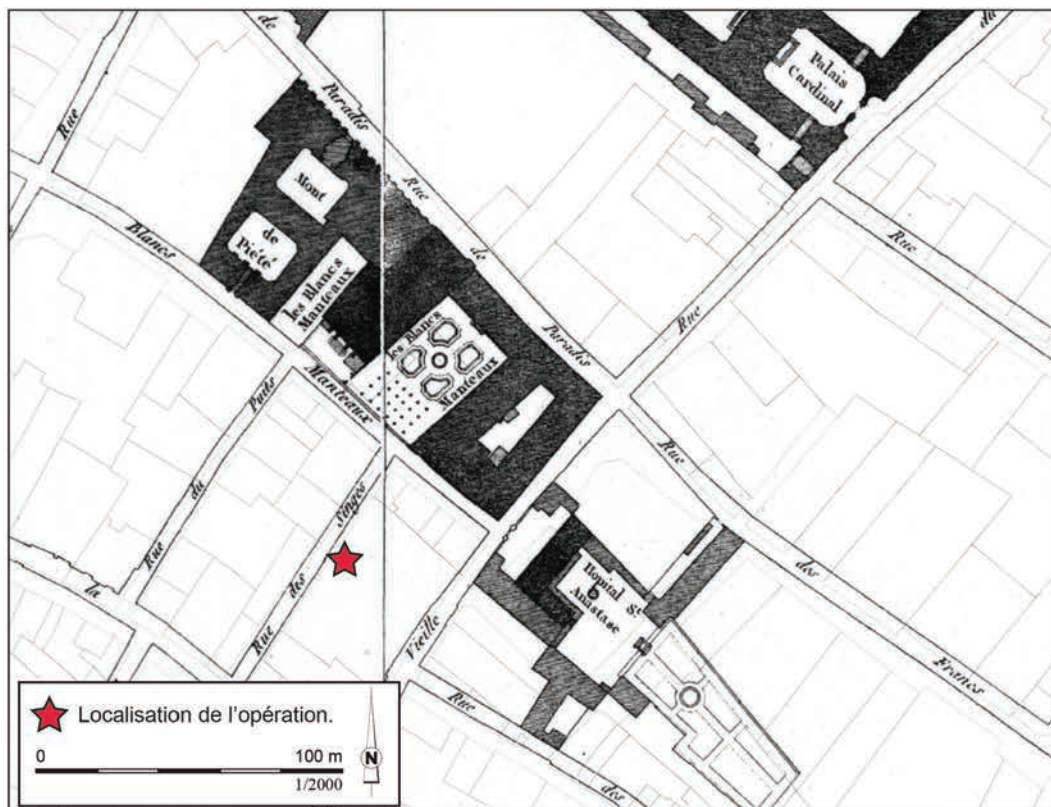 de
Paradis
Rue
de
Paradis
Rue
des
Francs
Palais
Cardinal
du
Rue
Rue
Rue
de
Rue
Blancs
Manteaux
Mont
de
Piété
les Blancs
Manteaux
les Blancs
Manteaux
Rue
du
Puits
Rue
des
Singes
la
Vieille
Hopital St.
Anastase
Rue
des
Localisation de l'opération.
0 100 m
1/2000
N